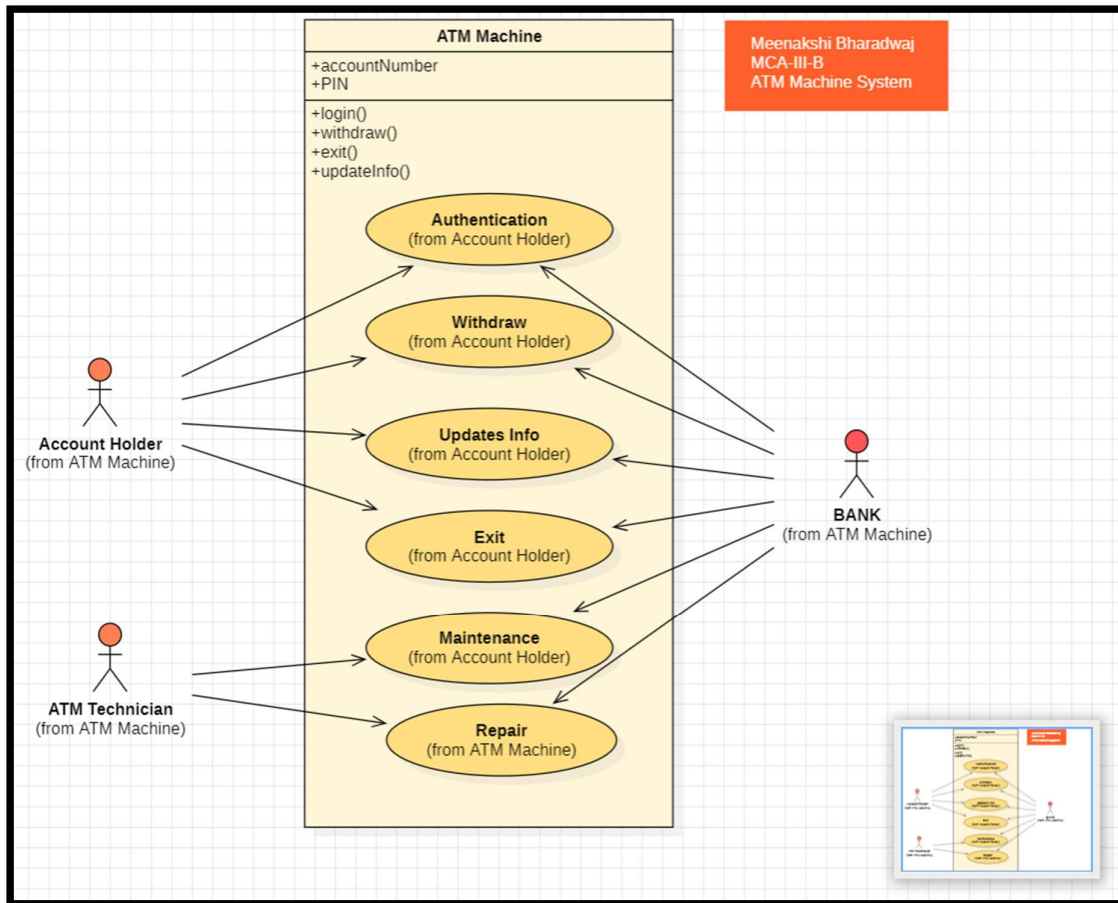 ATM Machine
+accountNumber
+PIN
+login()
+withdraw()
+exit()
+updateInfo()
Meenakshi Bharadwaj
MCA-III-B
ATM Machine System
Authentication
(from Account Holder)
Withdraw
(from Account Holder)
Updates Info
(from Account Holder)
Exit
(from Account Holder)
Maintenance
(from Account Holder)
Repair
(from ATM Machine)
Account Holder
(from ATM Machine)
ATM Technician
(from ATM Machine)
BANK
(from ATM Machine)